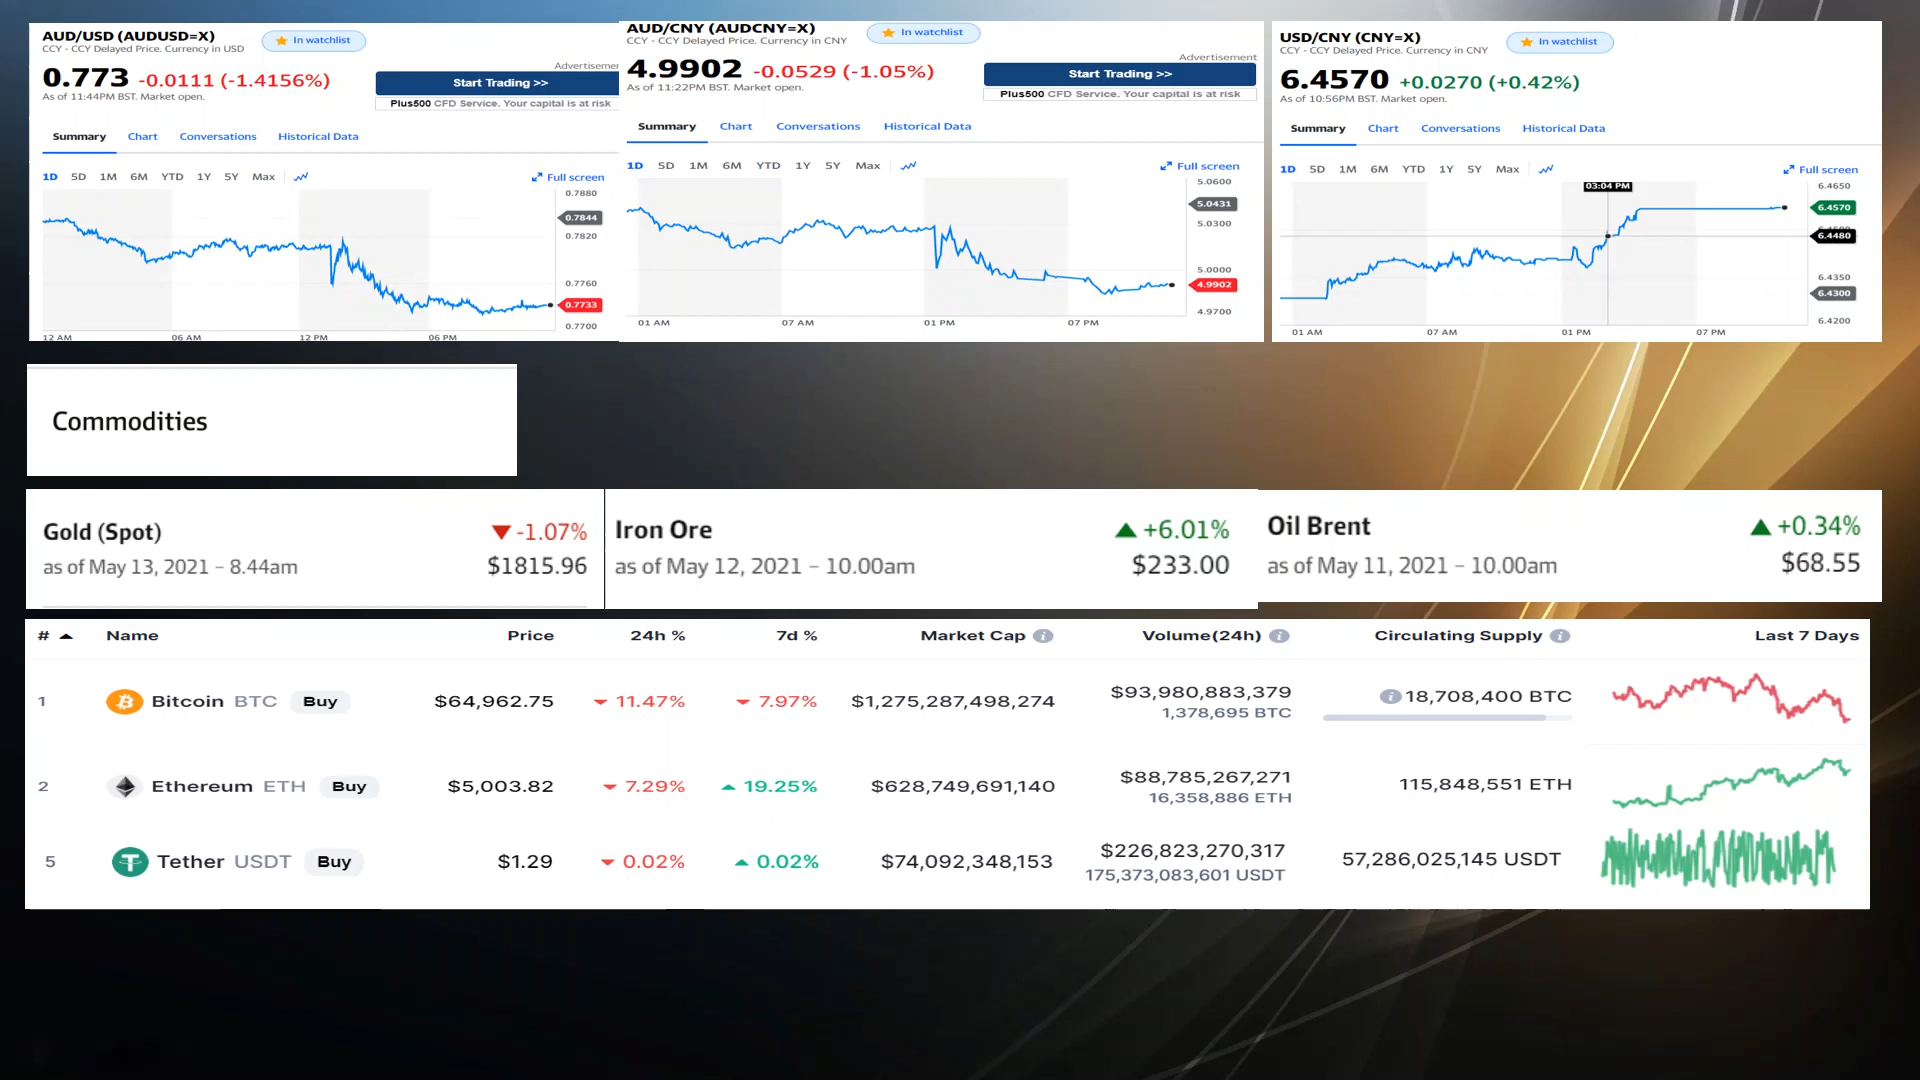 AUD/USD (AUDUSD=X)
In watchlist
CCY - CCY Delayed Price. Currency in USD
0.773 -0.0111 (-1.4156%)
As of 11:44PM BST. Market open.
Advertisemen
Start Trading >>
Plus500 CFD Service. Your capital is at risk
Summary Chart Conversations Historical Data
1D 5D 1M 6M YTD 1Y 5Y Max
Full screen
0.7880
0.7844
0.7820
0.7760
0.7733
0.7700
12 AM 06 AM 12 PM 06 PM
AUD/CNY (AUDCNY=X)
In watchlist
CCY - CCY Delayed Price. Currency in CNY
4.9902 -0.0529 (-1.05%)
As of 11:22PM BST. Market open.
Advertisement
Start Trading >>
Plus500 CFD Service. Your capital is at risk
Summary Chart Conversations Historical Data
1D 5D 1M 6M YTD 1Y 5Y Max
Full screen
5.0600
5.0431
5.0300
5.0000
4.9902
4.9700
01 AM 07 AM 01 PM 07 PM
USD/CNY (CNY=X)
In watchlist
CCY - CCY Delayed Price. Currency in CNY
6.4570 +0.0270 (+0.42%)
As of 10:56PM BST. Market open.
Summary Chart Conversations Historical Data
1D 5D 1M 6M YTD 1Y 5Y Max
Full screen
03:04 PM
6.4650
6.4570
6.4480
6.4350
6.4300
6.4200
01 AM 07 AM 01 PM 07 PM
Commodities
Gold (Spot) -1.07%
as of May 13, 2021 – 8.44am $1815.96
Iron Ore +6.01%
as of May 12, 2021 – 10.00am $233.00
Oil Brent +0.34%
as of May 11, 2021 – 10.00am $68.55
# Name Price 24h % 7d % Market Cap Volume(24h) Circulating Supply Last 7 Days
1 Bitcoin BTC Buy $64,962.75 11.47% 7.97% $1,275,287,498,274 $93,980,883,379 18,708,400 BTC
1,378,695 BTC
2 Ethereum ETH Buy $5,003.82 7.29% 19.25% $628,749,691,140 $88,785,267,271 115,848,551 ETH
16,358,886 ETH
5 Tether USDT Buy $1.29 0.02% 0.02% $74,092,348,153 $226,823,270,317 57,286,025,145 USDT
175,373,083,601 USDT